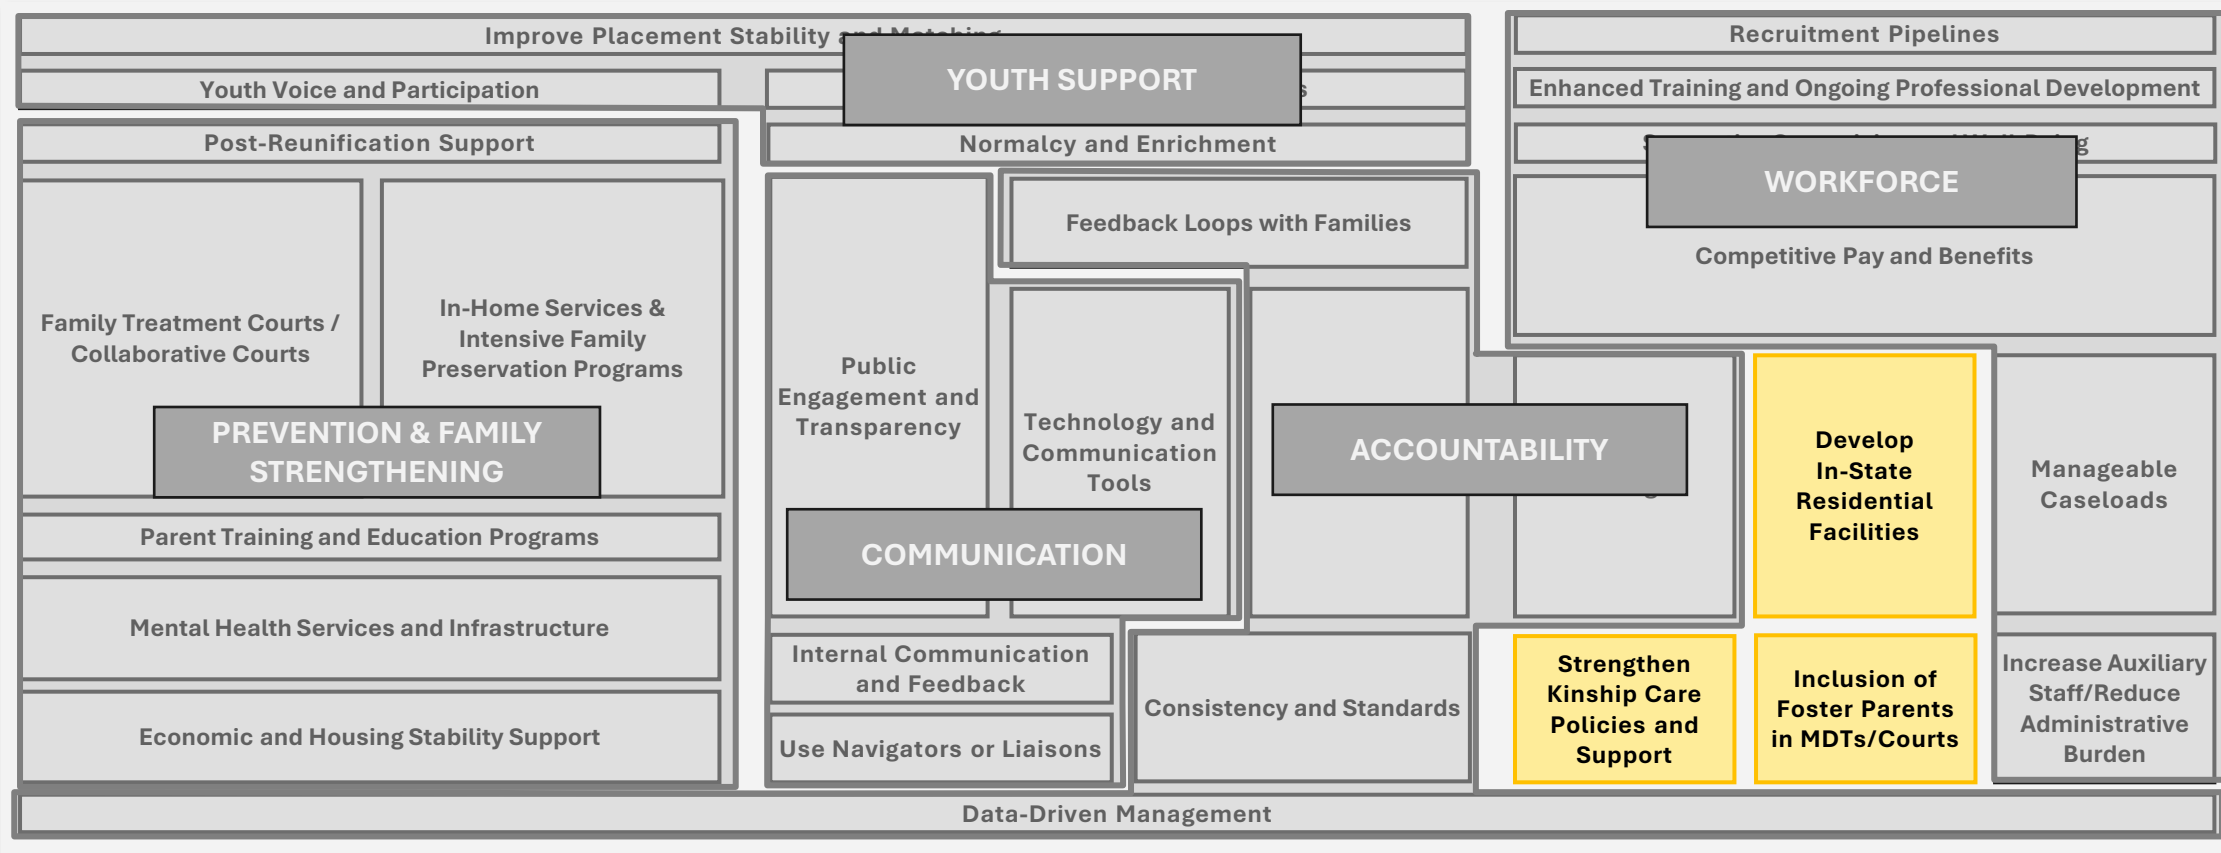 Improve Placement Stability and Matching
YOUTH SUPPORT
Youth Voice and Participation
Normalcy and Enrichment
Recruitment Pipelines
Enhanced Training and Ongoing Professional Development
WORKFORCE
Competitive Pay and Benefits
Post-Reunification Support
Family Treatment Courts /
Collaborative Courts
In-Home Services &
Intensive Family
Preservation Programs
PREVENTION & FAMILY
STRENGTHENING
Parent Training and Education Programs
Mental Health Services and Infrastructure
Economic and Housing Stability Support
Feedback Loops with Families
Public
Engagement and
Transparency
Technology and
Communication
Tools
COMMUNICATION
Internal Communication
and Feedback
Use Navigators or Liaisons
ACCOUNTABILITY
Consistency and Standards
Develop
In-State
Residential
Facilities
Strengthen
Kinship Care
Policies and
Support
Inclusion of
Foster Parents
in MDTs/Courts
Manageable
Caseloads
Increase Auxiliary
Staff/Reduce
Administrative
Burden
Data-Driven Management